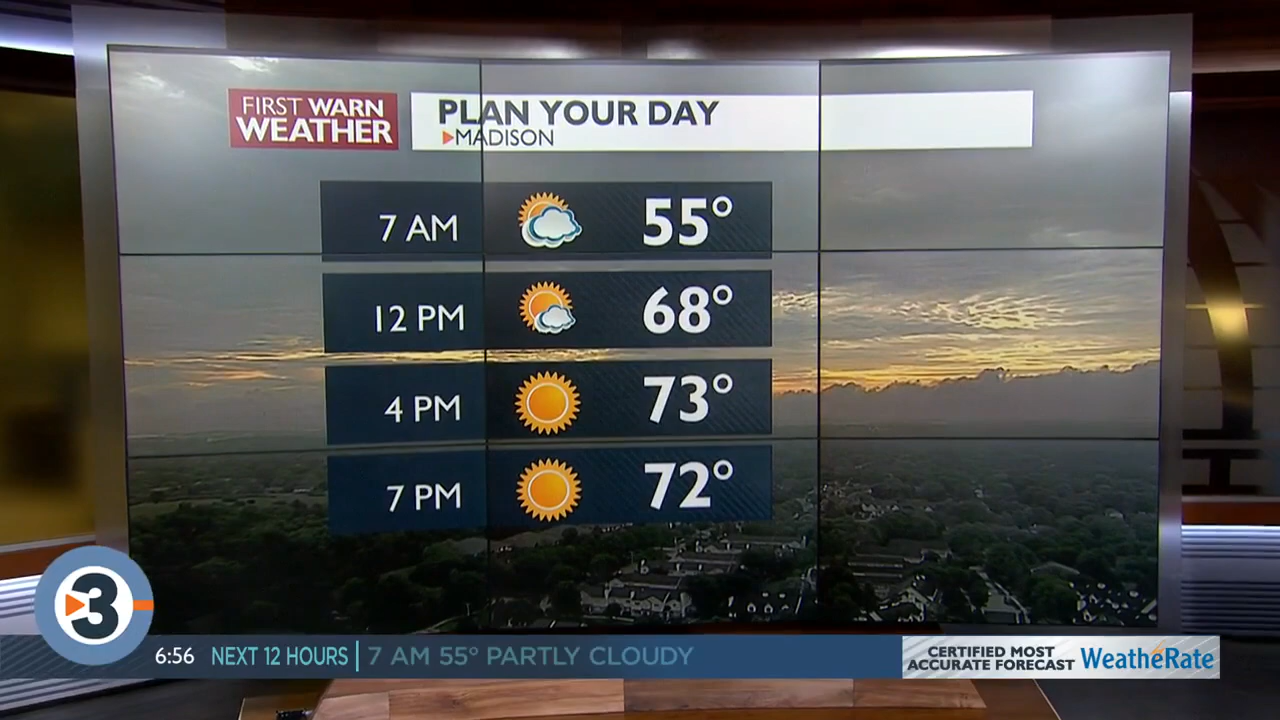 FIRST WARN
WEATHER
PLAN YOUR DAY
MADISON
7 AM 55°
12 PM 68°
4 PM 73°
7 PM 72°
3
6:56 NEXT 12 HOURS 7 AM 55° PARTLY CLOUDY
CERTIFIED MOST
ACCURATE FORECAST
WeatheRate